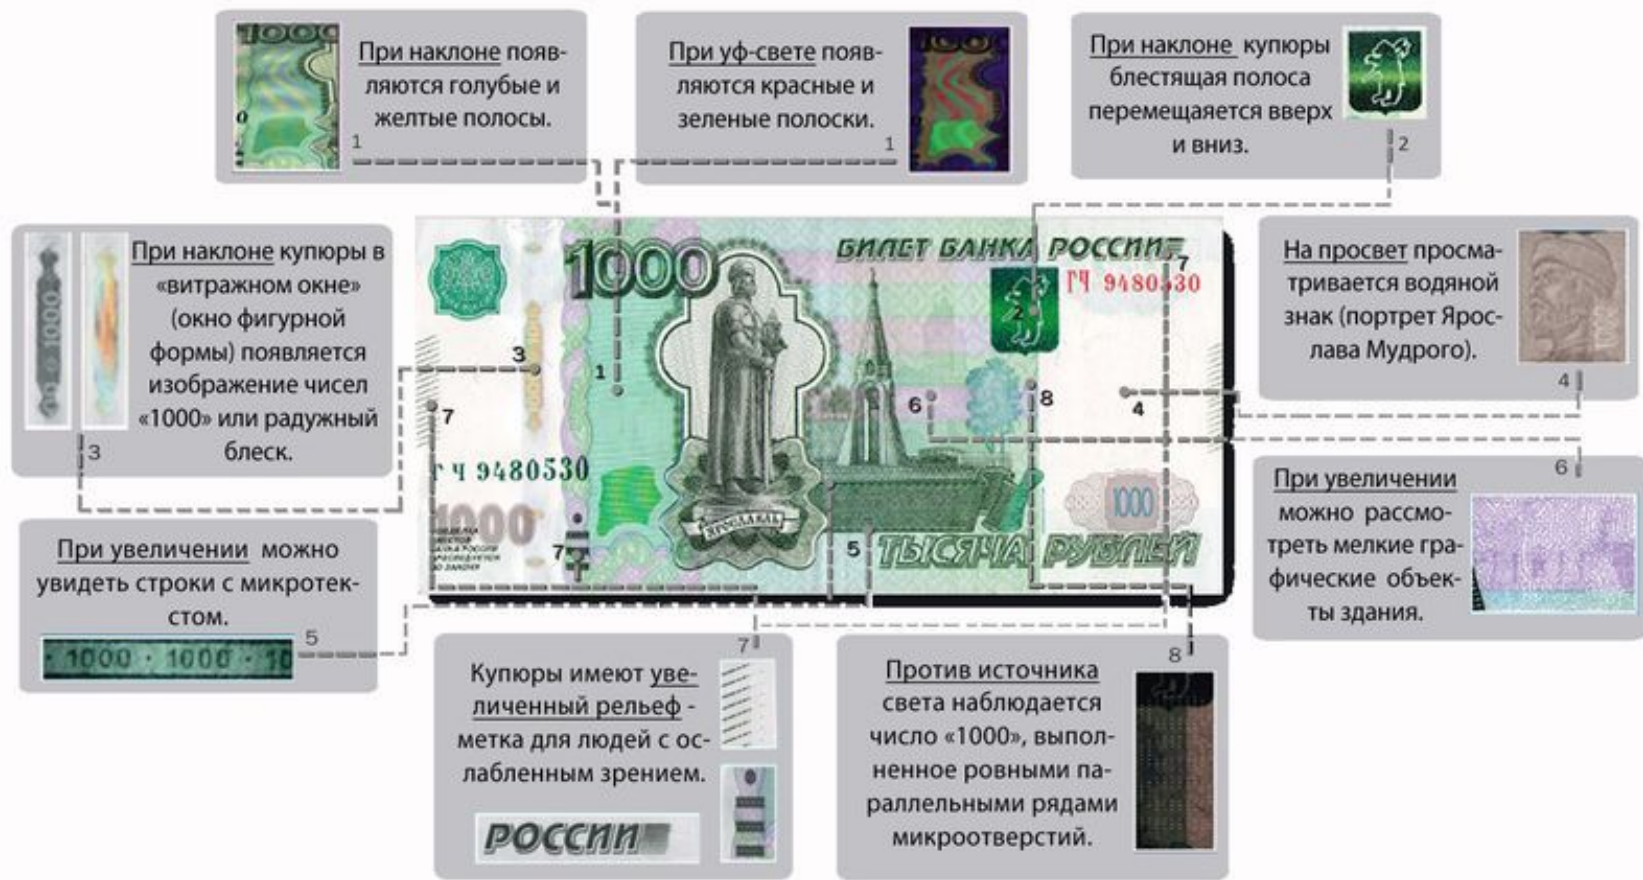 При наклоне появ-
ляются голубые и
желтые полосы.
1
При уф-свете появ-
ляются красные и
зеленые полоски.
1
При наклоне купюры
блестящая полоса
перемещаяется вверх
и вниз.
2
При наклоне купюры в
«витражном окне»
(окно фигурной
формы) появляется
изображение чисел
«1000» или радужный
блеск.
3
1000
БИЛЕТ БАНКА РОССИИ
ГЧ 9480530
7
2
3
1
7
6
8
4
ГЧ 9480530
1000
ЯРОСЛАВЛЬ
1000
7
5
ТЫСЯЧА РУБЛЕЙ
На просвет просма-
тривается водяной
знак (портрет Ярос-
лава Мудрого).
4
При увеличении
можно рассмо-
треть мелкие гра-
фические объек-
ты здания.
6
При увеличении можно
увидеть строки с микротек-
стом.
5
· 1000 · 1000 · 10
Купюры имеют уве-
личенный рельеф -
метка для людей с ос-
лабленным зрением.
7
РОССИИ
Против источника
света наблюдается
число «1000», выпол-
ненное ровными па-
раллельными рядами
микроотверстий.
8